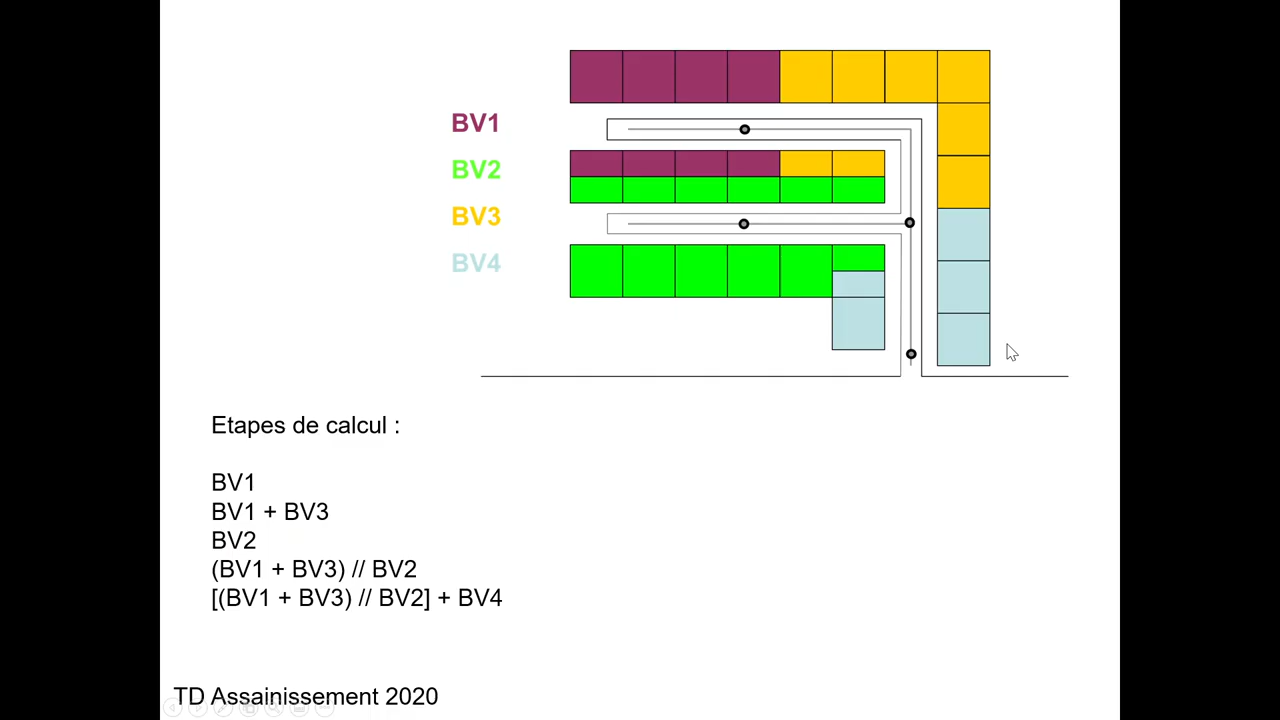 BV1
BV2
BV3
BV4
Etapes de calcul :
BV1
BV1 + BV3
BV2
(BV1 + BV3) // BV2
[(BV1 + BV3) // BV2] + BV4
TD Assainissement 2020